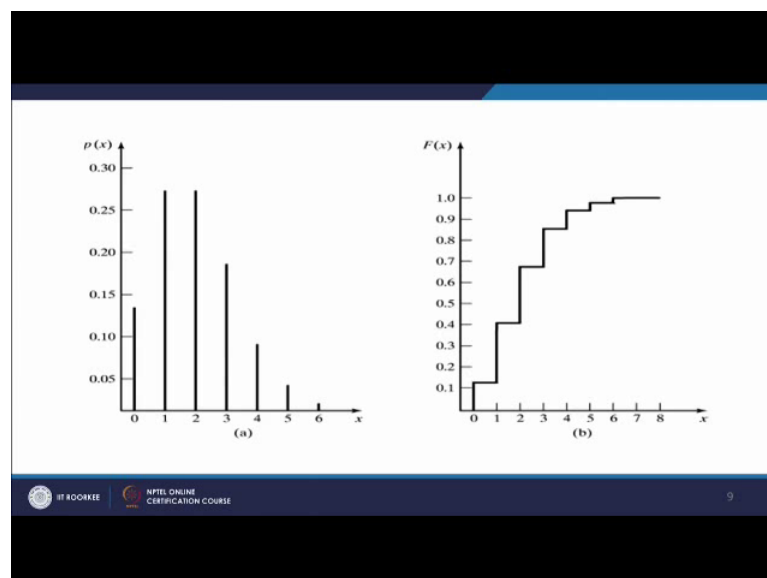 p(x)
0.30
0.25
0.20
0.15
0.10
0.05
0 1 2 3 4 5 6 x
(a)
F(x)
1.0
0.9
0.8
0.7
0.6
0.5
0.4
0.3
0.2
0.1
0 1 2 3 4 5 6 7 8 x
(b)
IIT ROORKEE
NPTEL ONLINE
CERTIFICATION COURSE
9